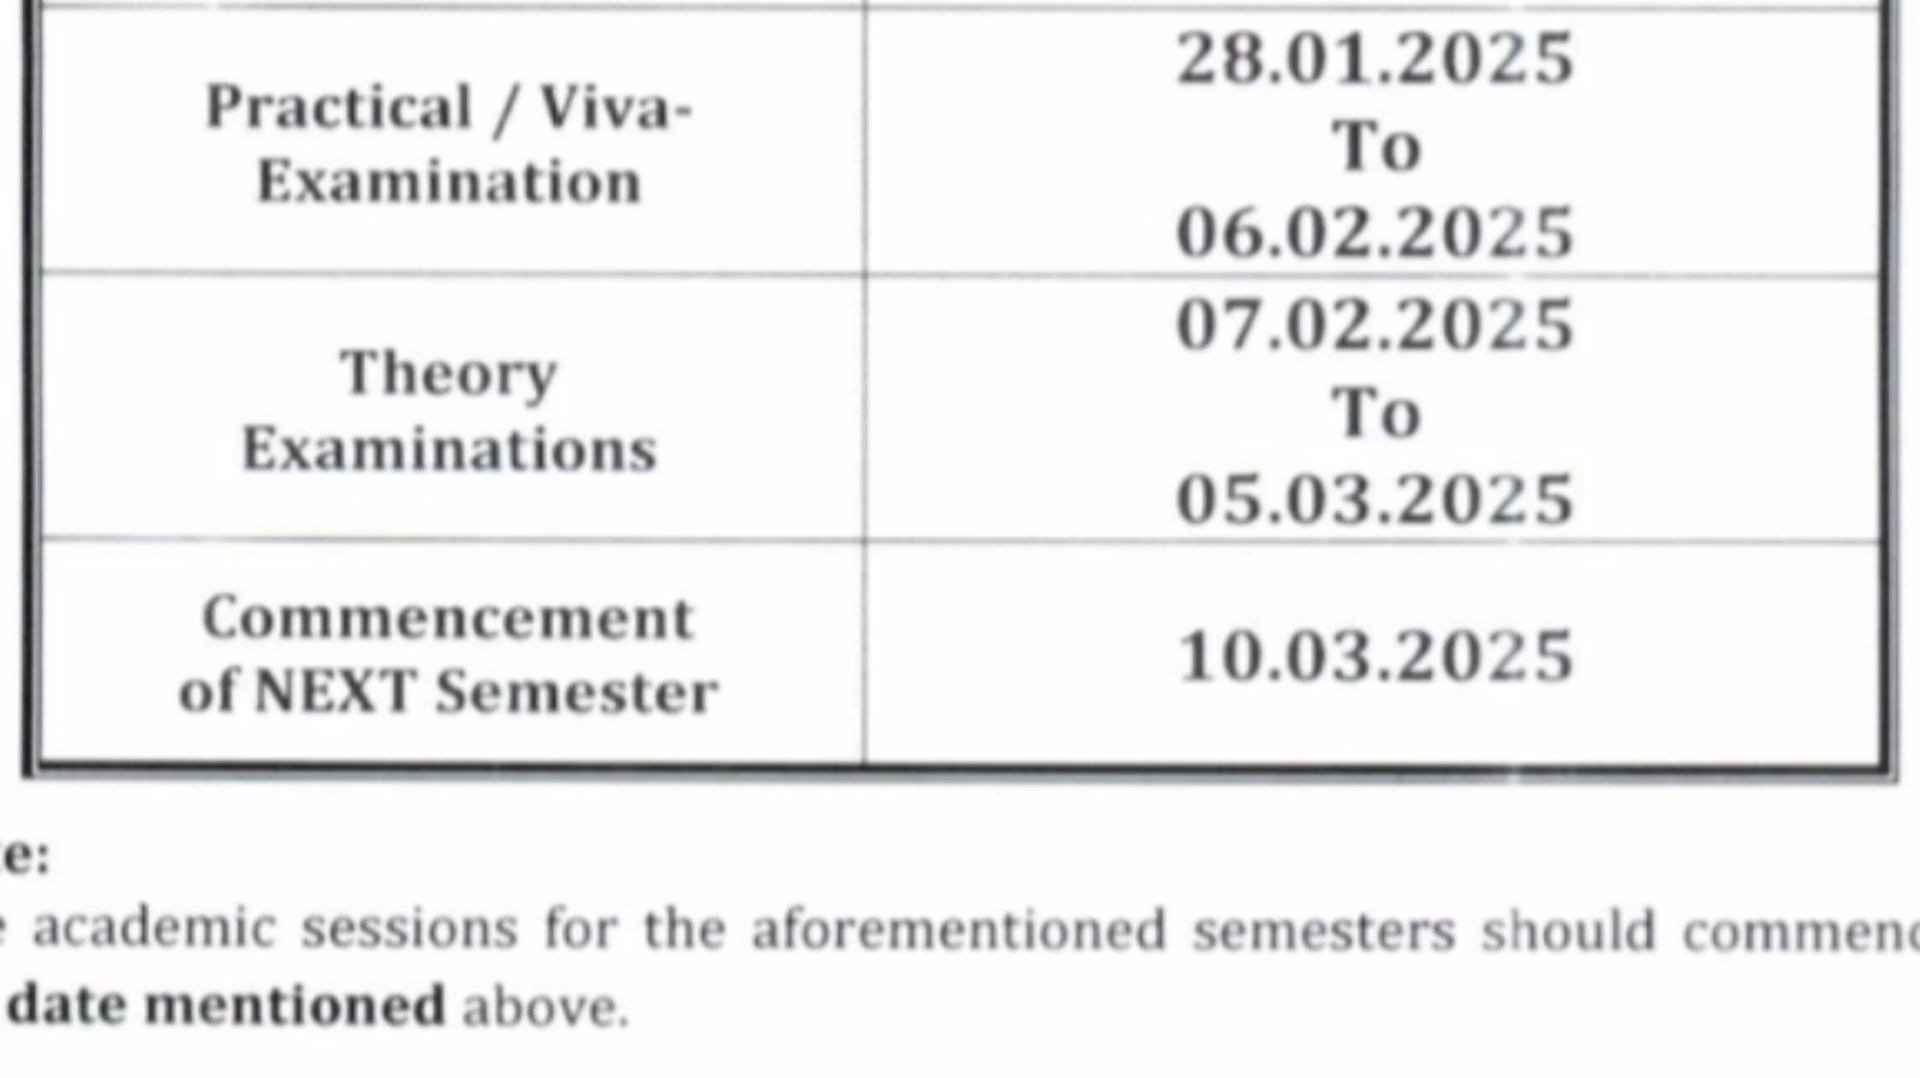 Practical / Viva-
Examination
28.01.2025
To
06.02.2025
Theory
Examinations
07.02.2025
To
05.03.2025
Commencement
of NEXT Semester
10.03.2025
academic sessions for the aforementioned semesters should
date mentioned above.